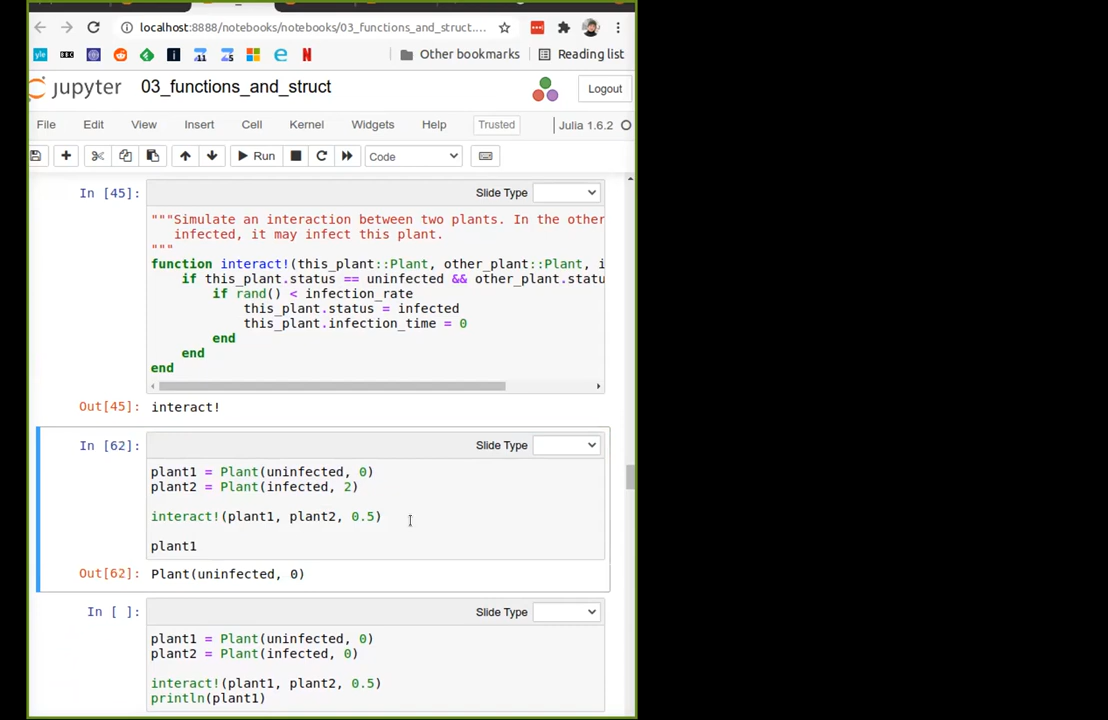 localhost:8888/notebooks/notebooks/03_functions_and_struct....
yle BBC i 11 5 e N Other bookmarks Reading list
jupyter 03_functions_and_struct Logout
File Edit View Insert Cell Kernel Widgets Help Trusted Julia 1.6.2
Run Code
In [45]:
Slide Type
"""Simulate an interaction between two plants. In the other
infected, it may infect this plant.
"""
function interact!(this_plant::Plant, other_plant::Plant, i
if this_plant.status == uninfected && other_plant.statu
if rand() < infection_rate
this_plant.status = infected
this_plant.infection_time = 0
end
end
end
Out[45]: interact!
In [62]:
Slide Type
plant1 = Plant(uninfected, 0)
plant2 = Plant(infected, 2)
interact!(plant1, plant2, 0.5)
plant1
Out[62]: Plant(uninfected, 0)
In [ ]:
Slide Type
plant1 = Plant(uninfected, 0)
plant2 = Plant(infected, 0)
interact!(plant1, plant2, 0.5)
println(plant1)